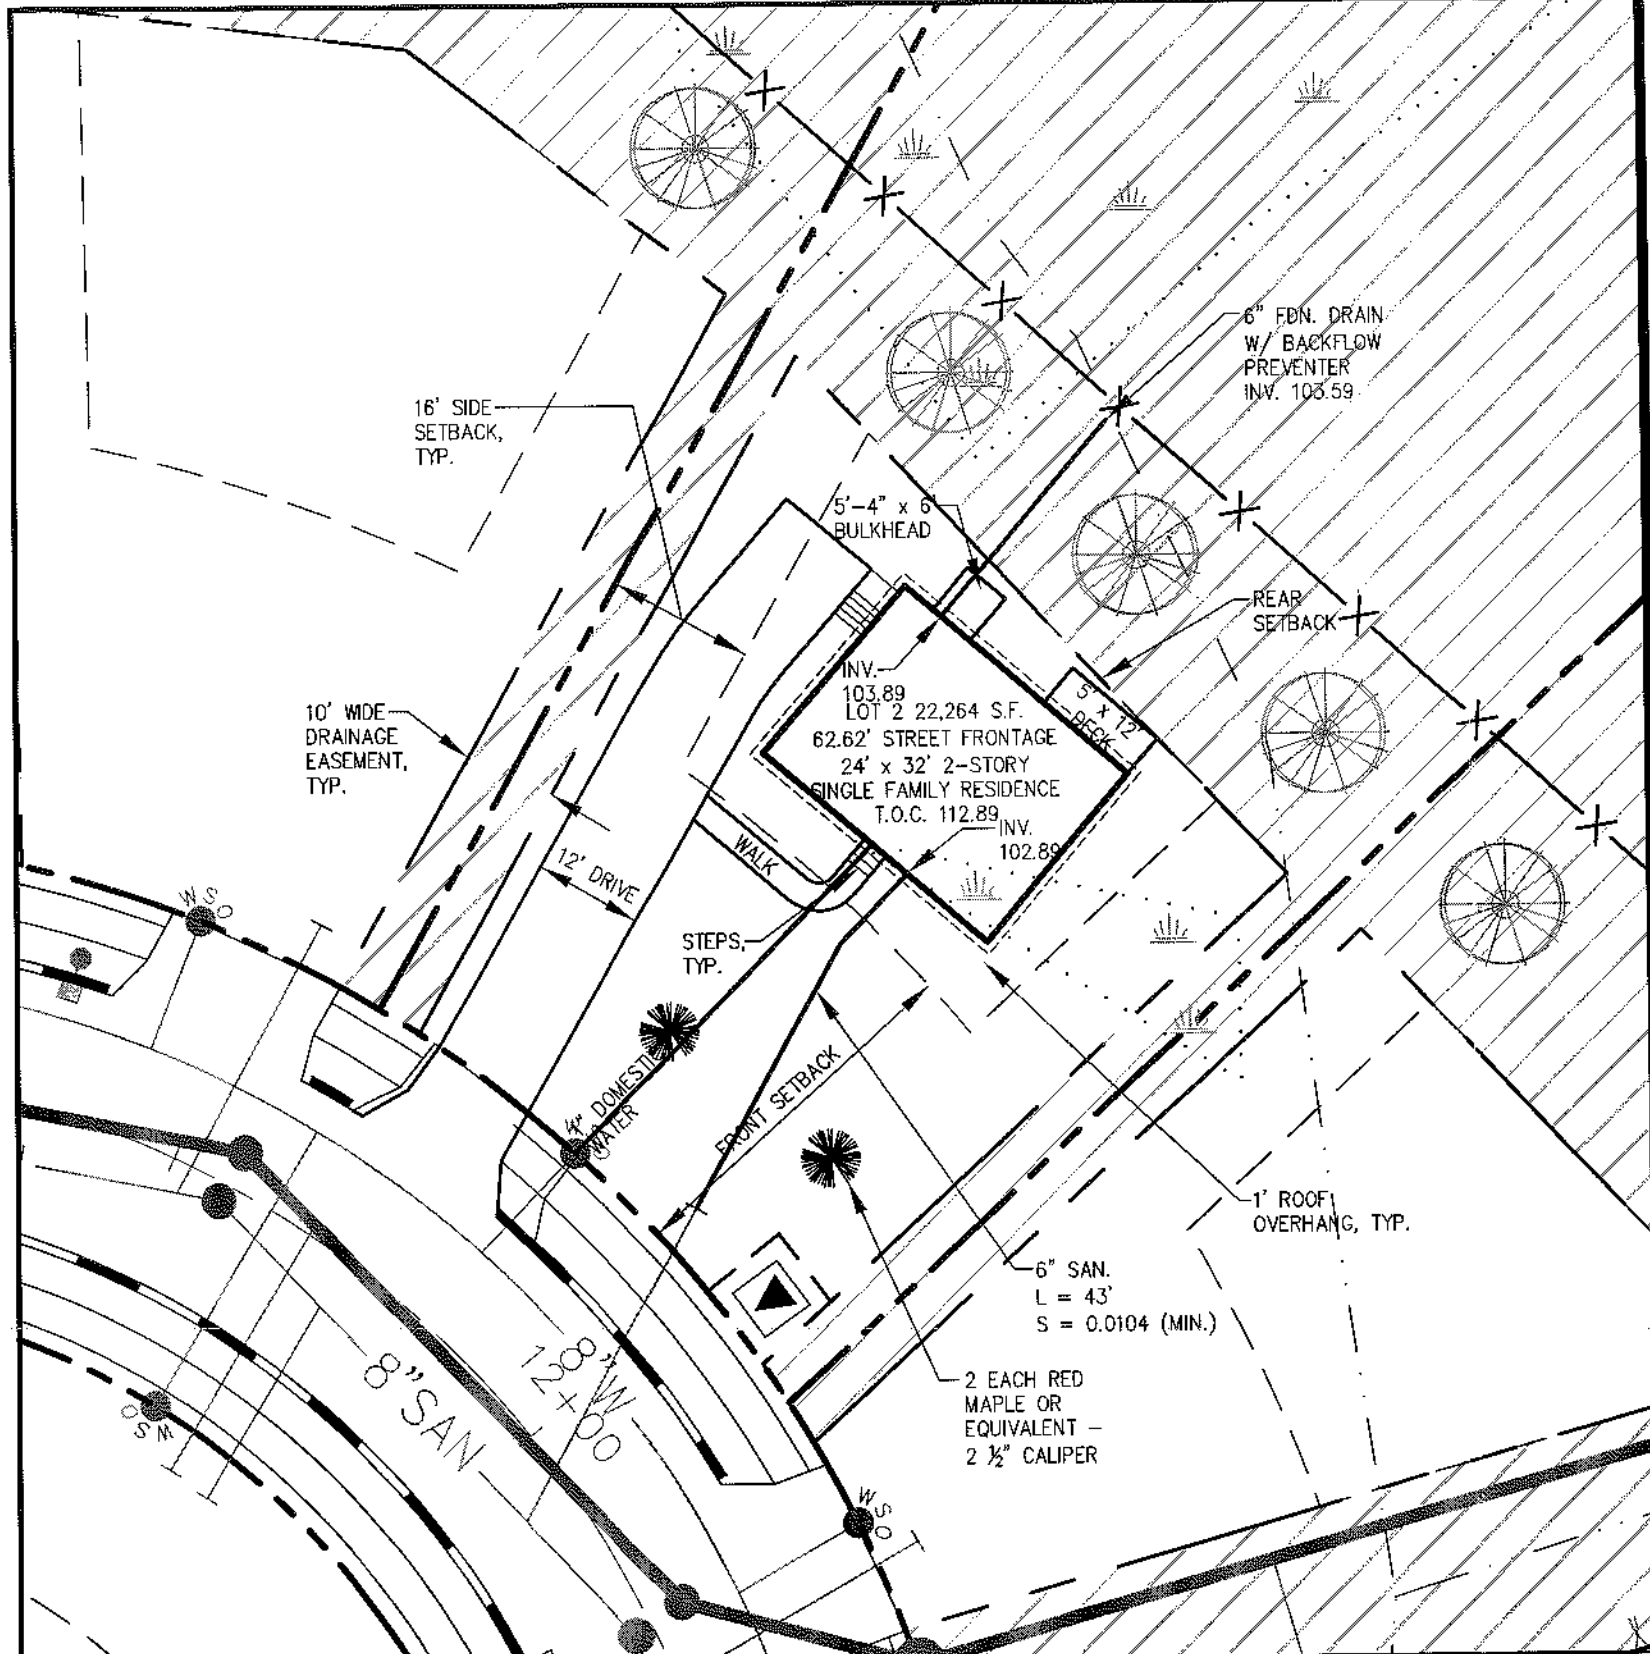 6" FDN. DRAIN
W/ BACKFLOW
PREVENTER
INV. 103.59
16' SIDE
SETBACK,
TYP.
5'-4" x 6'
BULKHEAD
REAR
SETBACK
INV.
103.89
LOT 2 22,264 S.F.
62.62' STREET FRONTAGE
24' x 32' 2-STORY
SINGLE FAMILY RESIDENCE
T.O.C. 112.89
INV.
102.89
5' x 12'
DECK
10' WIDE
DRAINAGE
EASEMENT,
TYP.
WALK
12' DRIVE
WSO
STEPS,
TYP.
DOMESTIC
WATER
FRONT SETBACK
1' ROOF
OVERHANG, TYP.
6" SAN.
L = 43'
S = 0.0104 (MIN.)
2 EACH RED
MAPLE OR
EQUIVALENT –
2 ½" CALIPER
8" W
12+00
8"SAN
WSO
WSO